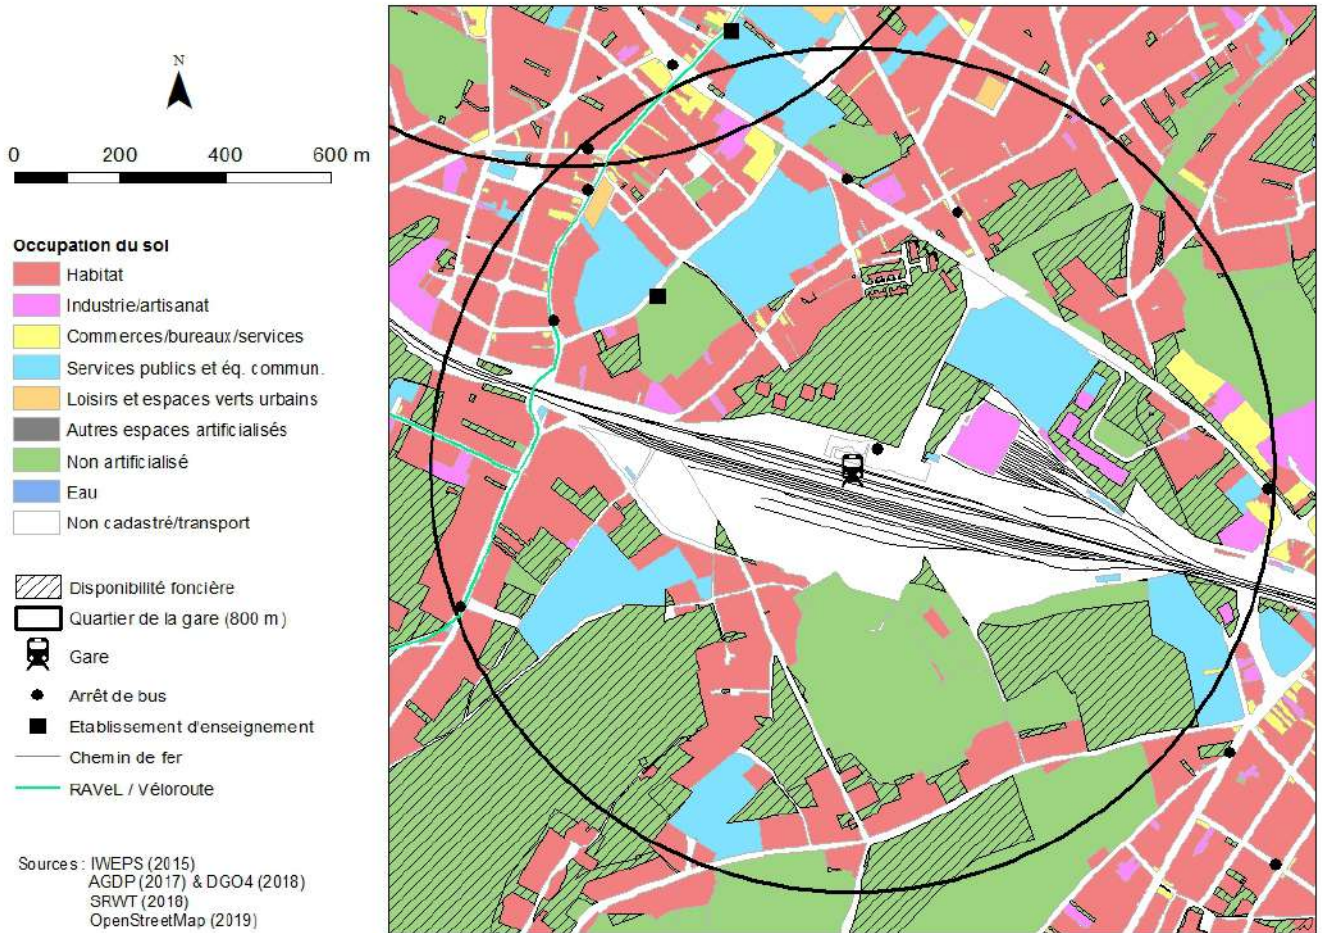 N
0 200 400 600 m
Occupation du sol
Habitat
Industrie/artisanat
Commerces/bureaux/services
Services publics et éq. commun.
Loisirs et espaces verts urbains
Autres espaces artificialisés
Non artificialisé
Eau
Non cadastré/transport
Disponibilité foncière
Quartier de la gare (800 m)
Gare
Arrêt de bus
Etablissement d'enseignement
Chemin de fer
RAVeL / Véloroute
Sources : IWEPS (2015)
AGDP (2017) & DGO4 (2018)
SRWT (2018)
OpenStreetMap (2019)